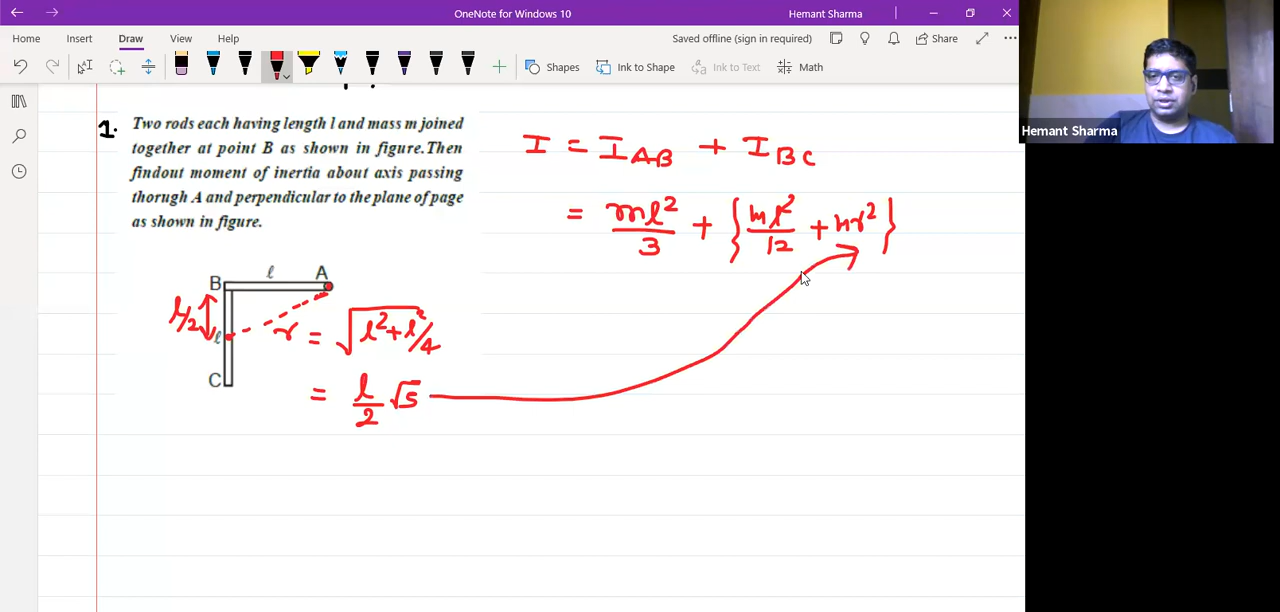 OneNote for Windows 10
Hemant Sharma
Home Insert Draw View Help
Saved offline (sign in required)
Share
Shapes
Ink to Shape
Ink to Text
Math
Hemant Sharma
1.
Two rods each having length l and mass m joined
together at point B as shown in figure.Then
findout moment of inertia about axis passing
thorugh A and perpendicular to the plane of page
as shown in figure.
I = I_AB + I_BC
= ml²/3 + {ml²/12 + mr²}
B ℓ A
l/2
ℓ
C
r = √(l²+l²/4)
= l/2 √5